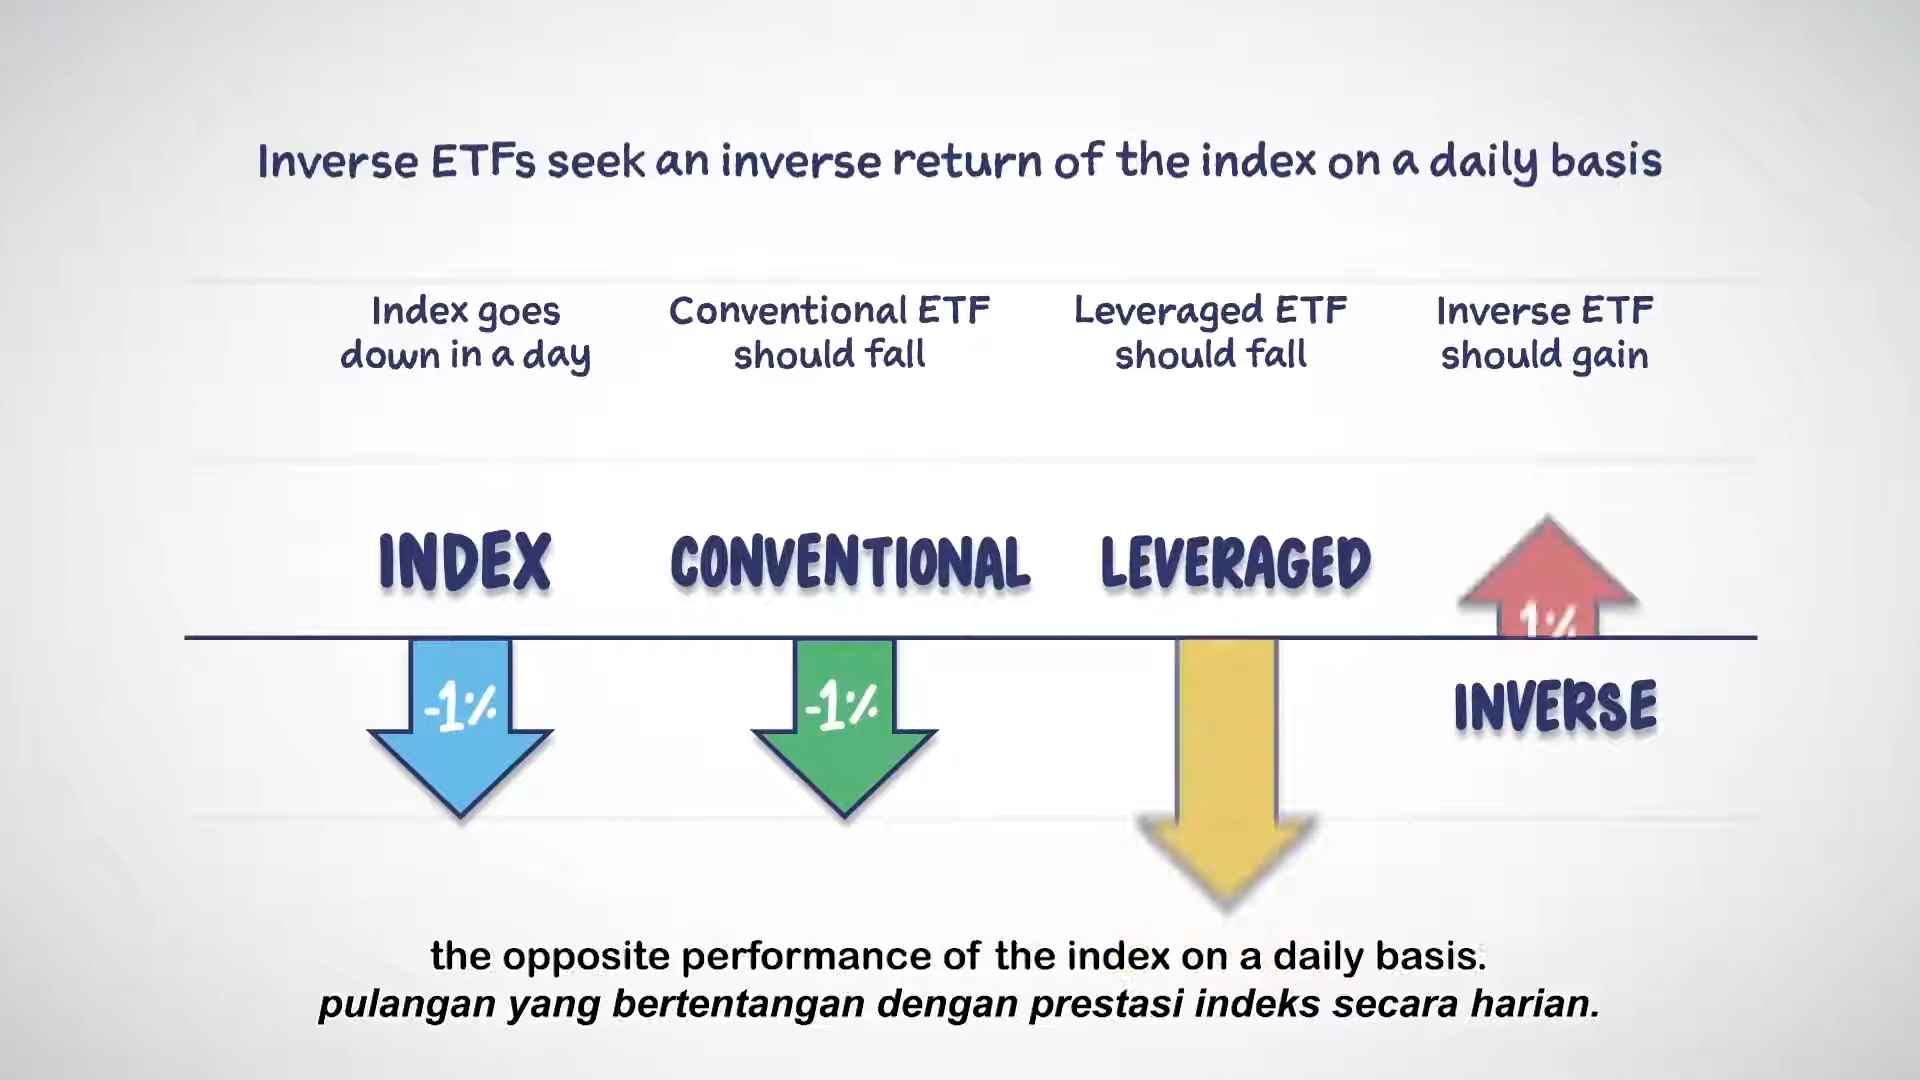 Inverse ETFs seek an inverse return of the index on a daily basis
Index goes
down in a day
Conventional ETF
should fall
Leveraged ETF
should fall
Inverse ETF
should gain
INDEX
CONVENTIONAL
LEVERAGED
1%
-1%
-1%
INVERSE
the opposite performance of the index on a daily basis.
pulangan yang bertentangan dengan prestasi indeks secara harian.